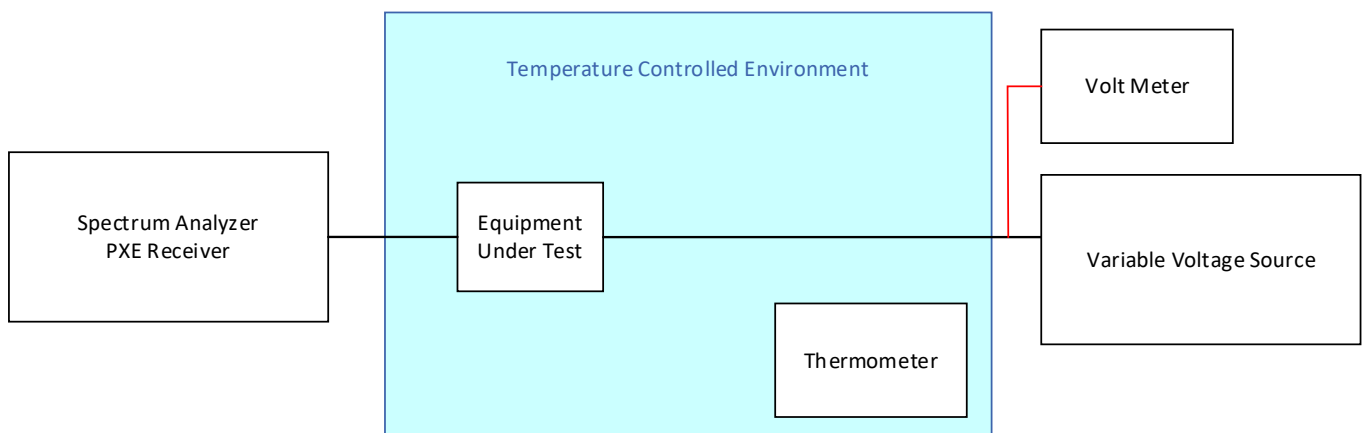 Temperature Controlled Environment
Volt Meter
Spectrum Analyzer
PXE Receiver
Equipment
Under Test
Variable Voltage Source
Thermometer